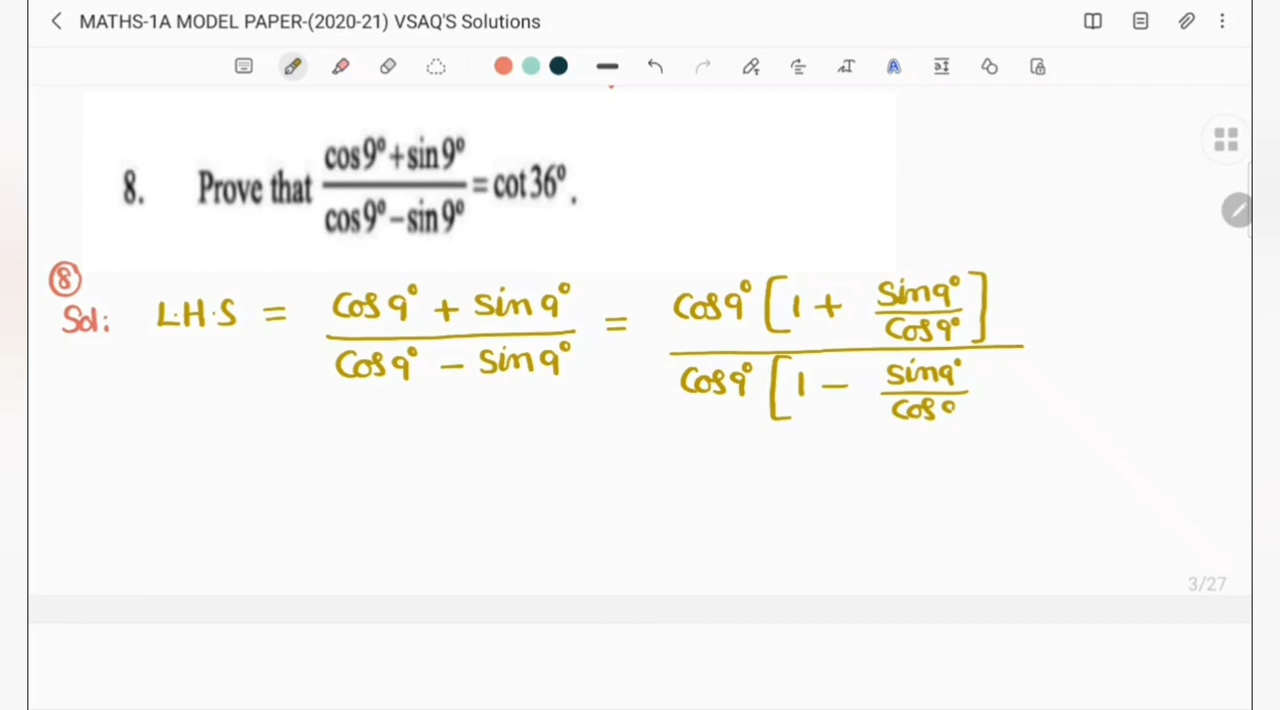 MATHS-1A MODEL PAPER-(2020-21) VSAQ'S Solutions
8. Prove that (cos9°+sin9°)/(cos9°−sin9°) = cot36°.
⑧
Sol: L.H.S = (cos9° + sin9°)/(cos9° − sin9°) = cos9° [1 + sin9°/cos9°] / cos9° [1 − sin9°/cos
3/27